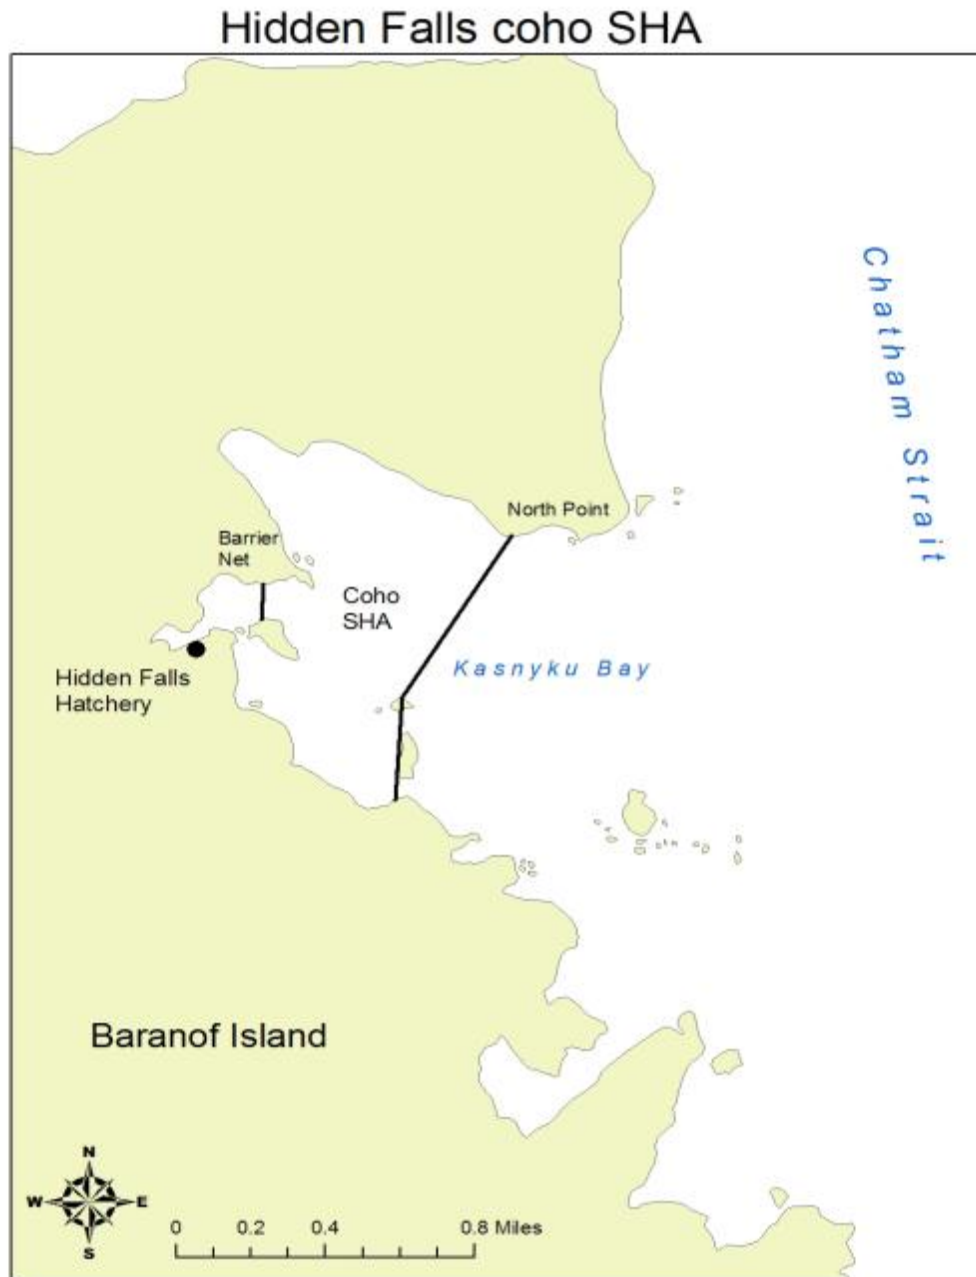 Hidden Falls coho SHA
Chatham Strait
North Point
Barrier
Net
Coho
SHA
Kasnyku Bay
Hidden Falls
Hatchery
Baranof Island
N
W E
S
0 0.2 0.4 0.8 Miles